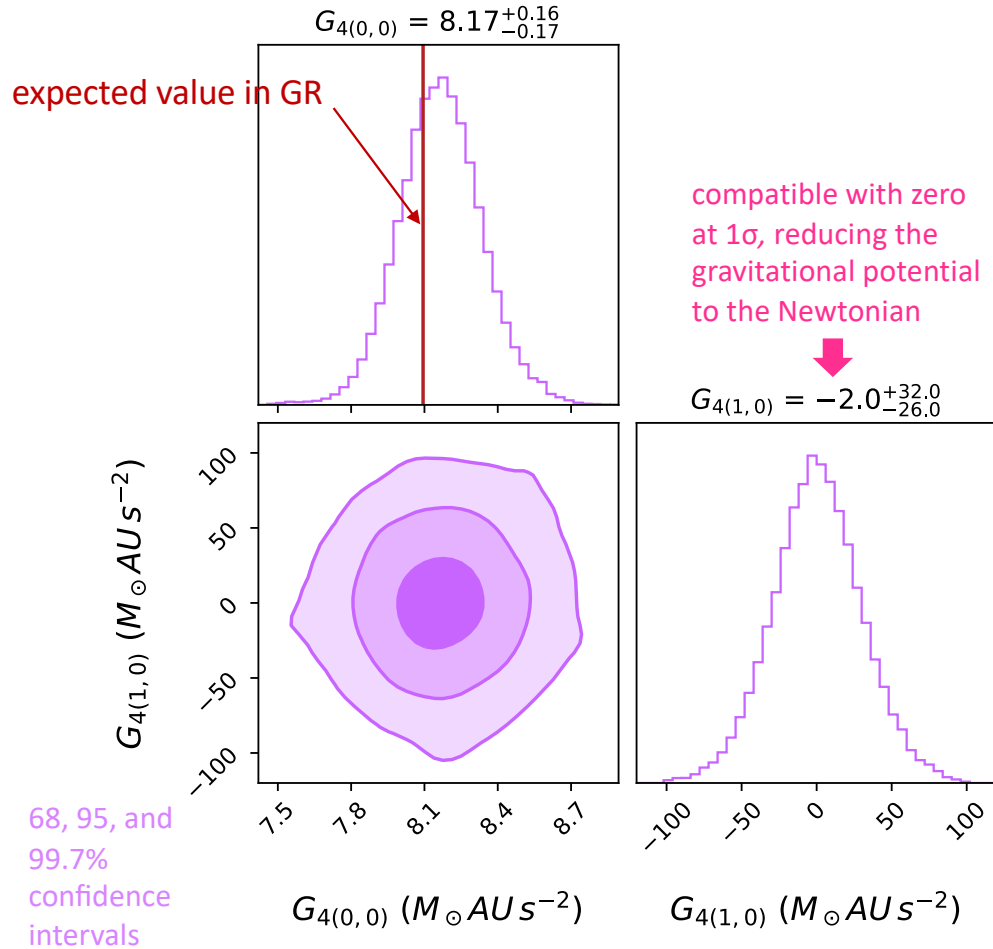 G₄₍₀,₀₎ = 8.17⁺⁰·¹⁶₋₀.₁₇
expected value in GR
compatible with zero
at 1σ, reducing the
gravitational potential
to the Newtonian
G₄₍₁,₀₎ = −2.0⁺³²·⁰₋₂₆.₀
100
50
0
−50
−100
G₄₍₁,₀₎ (M⊙ AU s⁻²)
7.5 7.8 8.1 8.4 8.7
−100 −50 0 50 100
68, 95, and
99.7%
confidence
intervals
G₄₍₀,₀₎ (M⊙ AU s⁻²)
G₄₍₁,₀₎ (M⊙ AU s⁻²)